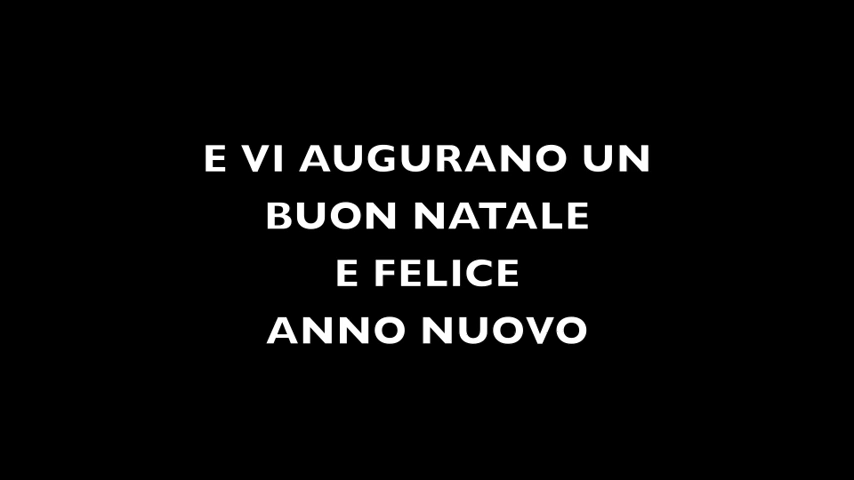 E VI AUGURANO UN
BUON NATALE
E FELICE
ANNO NUOVO